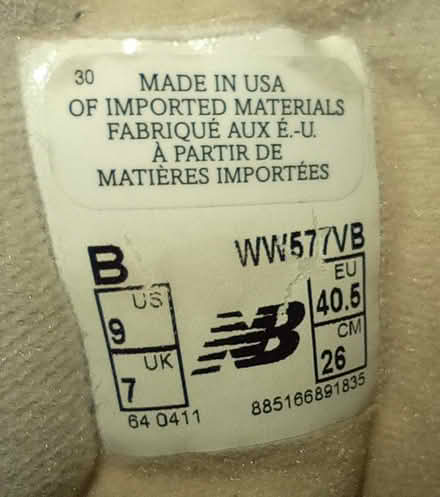 30
MADE IN USA
OF IMPORTED MATERIALS
FABRIQUÉ AUX É.-U.
À PARTIR DE
MATIÈRES IMPORTÉES
B
WW577VB
US
9
UK
7
NB
EU
40.5
CM
26
64 0411
885166891835